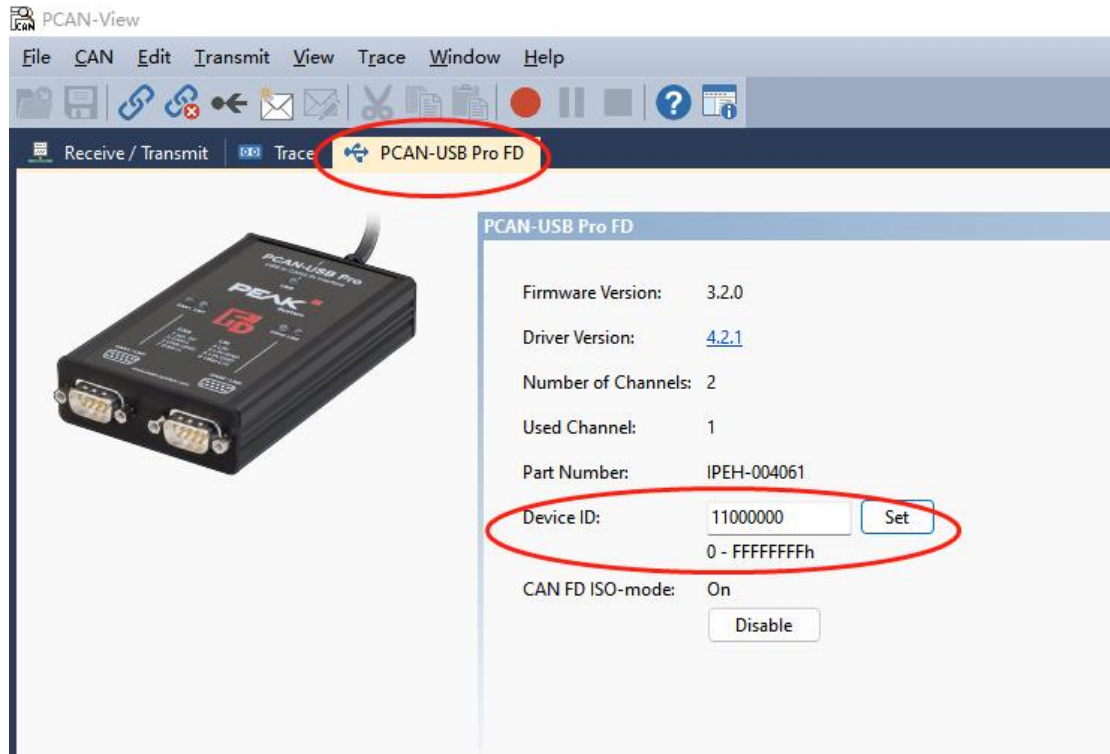 PCAN-View
File CAN Edit Transmit View Trace Window Help
Receive / Transmit Trace PCAN-USB Pro FD
PCAN-USB Pro FD
PCAN-USB Pro
PEAK
System
FD
Firmware Version: 3.2.0
Driver Version: 4.2.1
Number of Channels: 2
Used Channel: 1
Part Number: IPEH-004061
Device ID: 11000000 Set
0 - FFFFFFFFh
CAN FD ISO-mode: On
Disable